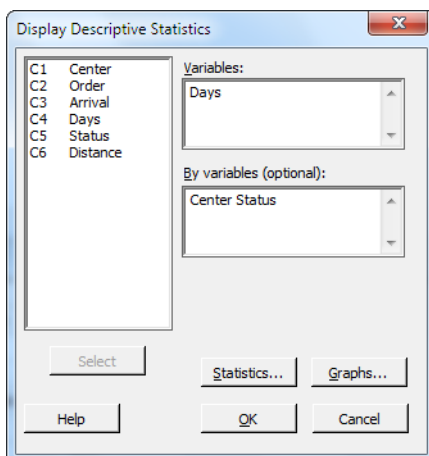 Display Descriptive Statistics
C1 Center
C2 Order
C3 Arrival
C4 Days
C5 Status
C6 Distance
Variables:
Days
By variables (optional):
Center Status
Select
Statistics...
Graphs...
Help
OK
Cancel